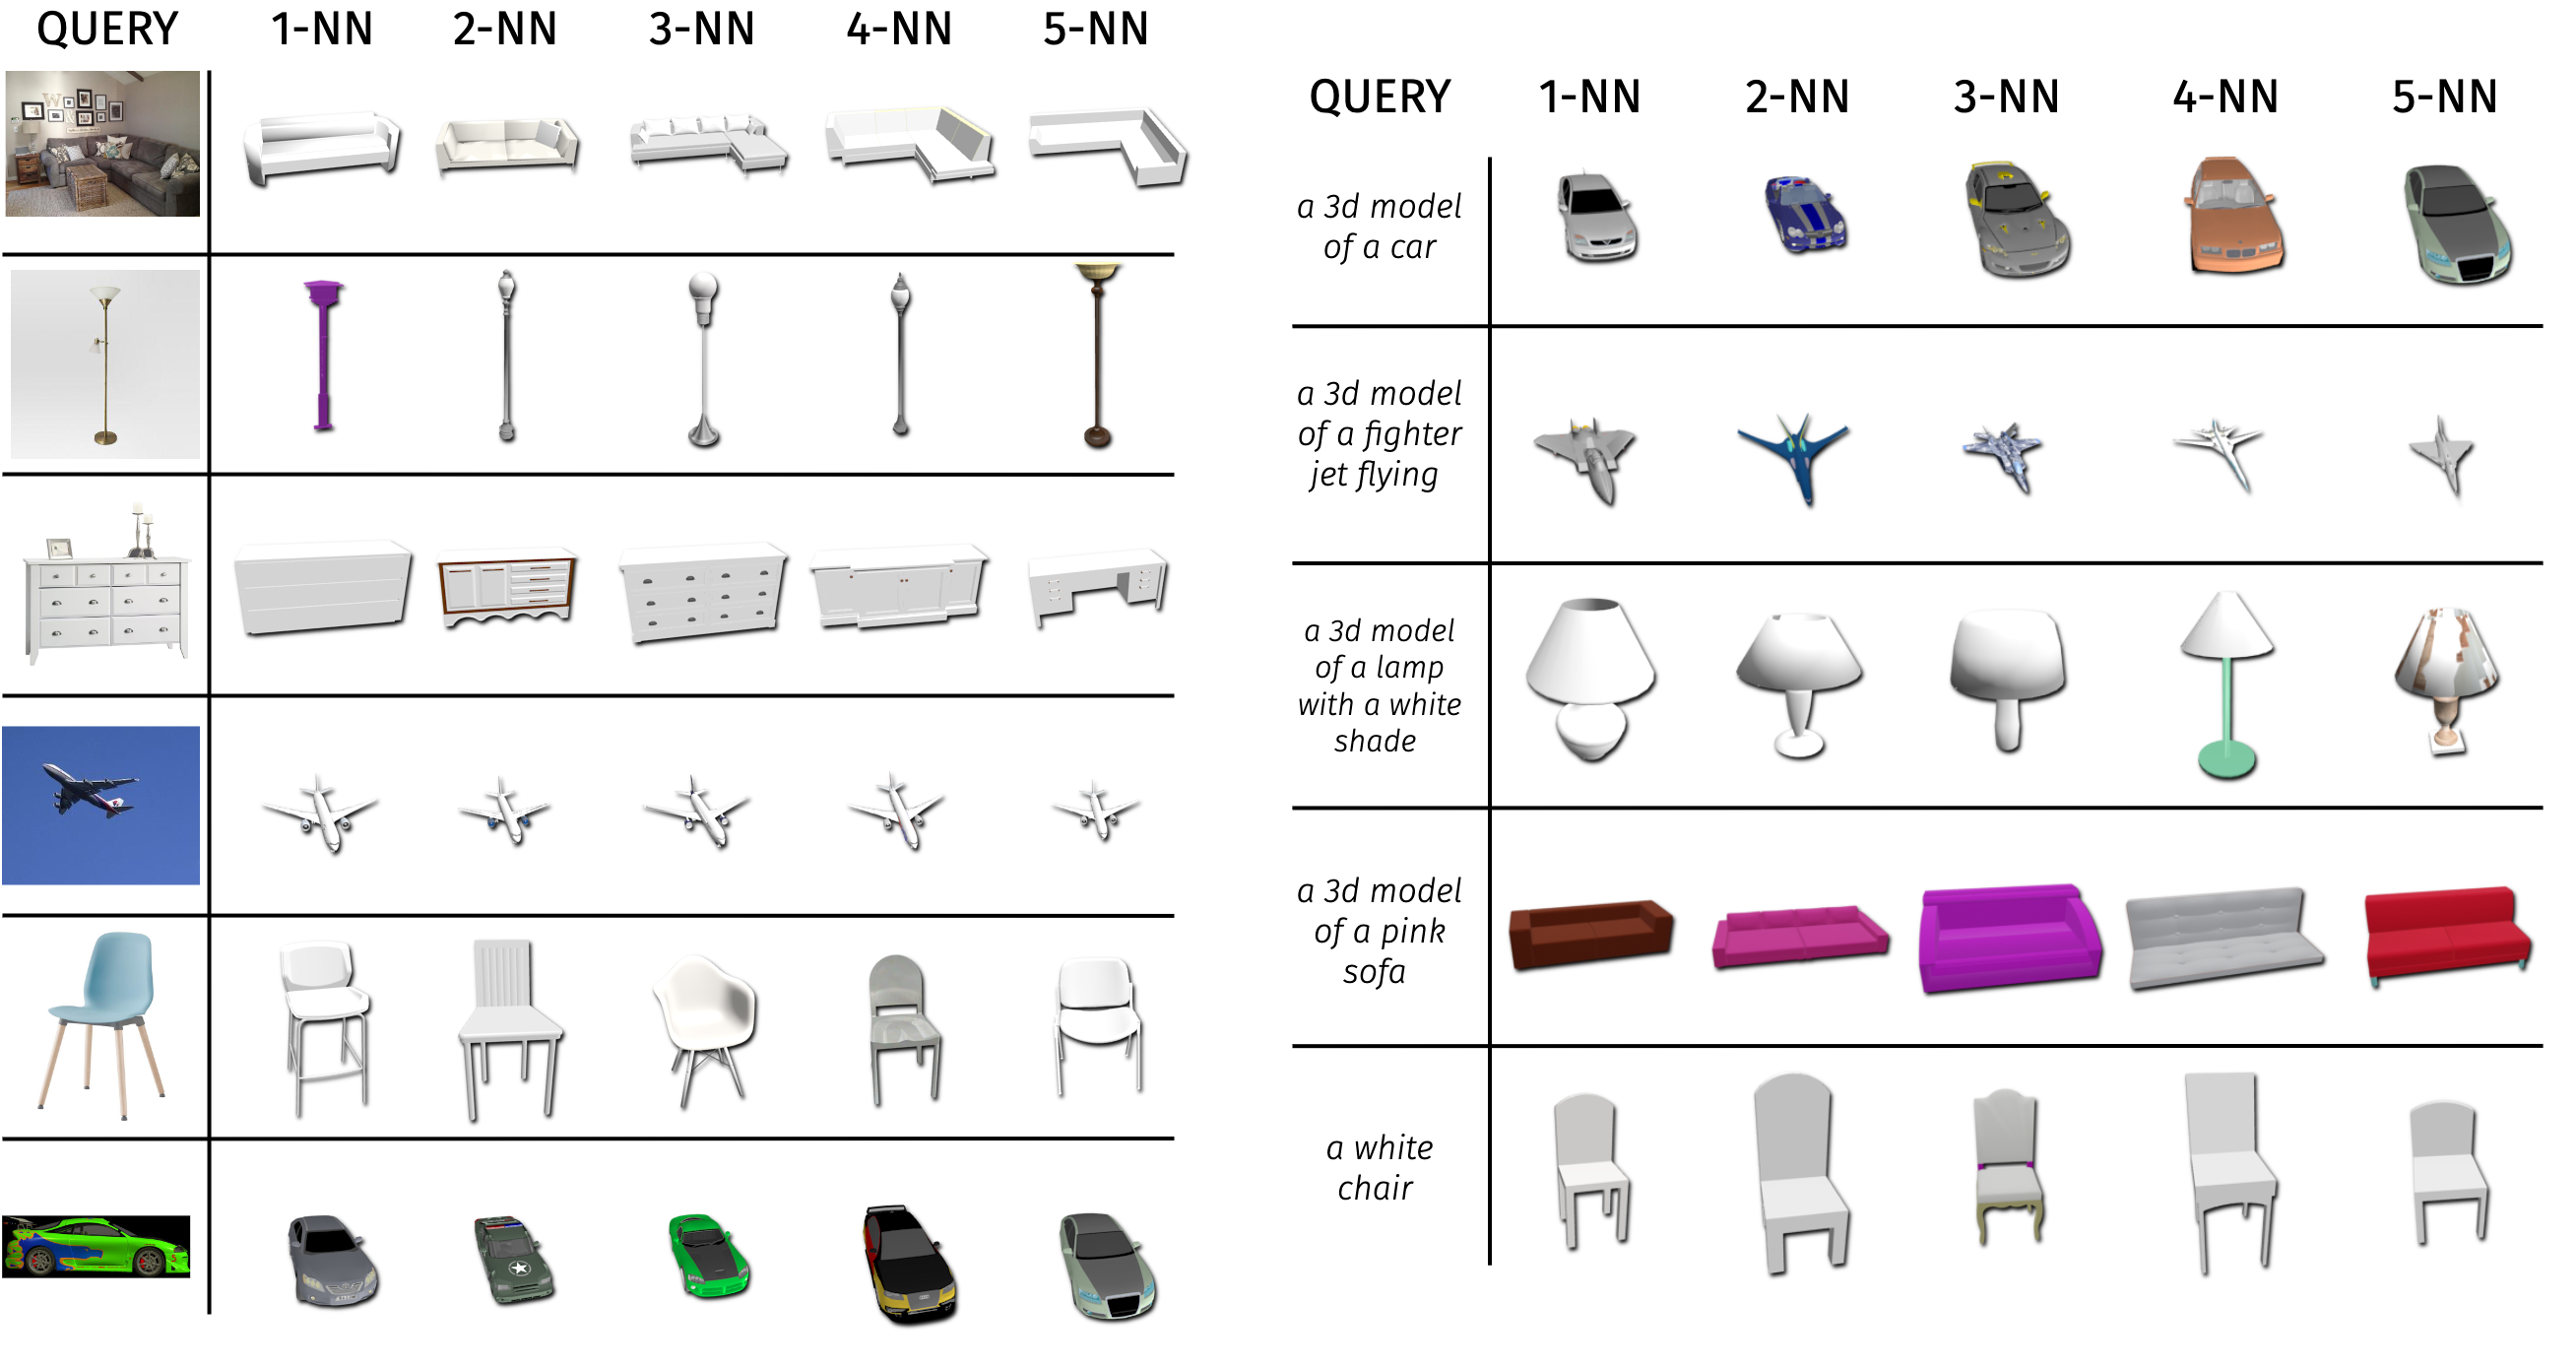 QUERY 1-NN 2-NN 3-NN 4-NN 5-NN
QUERY 1-NN 2-NN 3-NN 4-NN 5-NN
a 3d model
of a car
a 3d model
of a fighter
jet flying
a 3d model
of a lamp
with a white
shade
a 3d model
of a pink
sofa
a white
chair
W